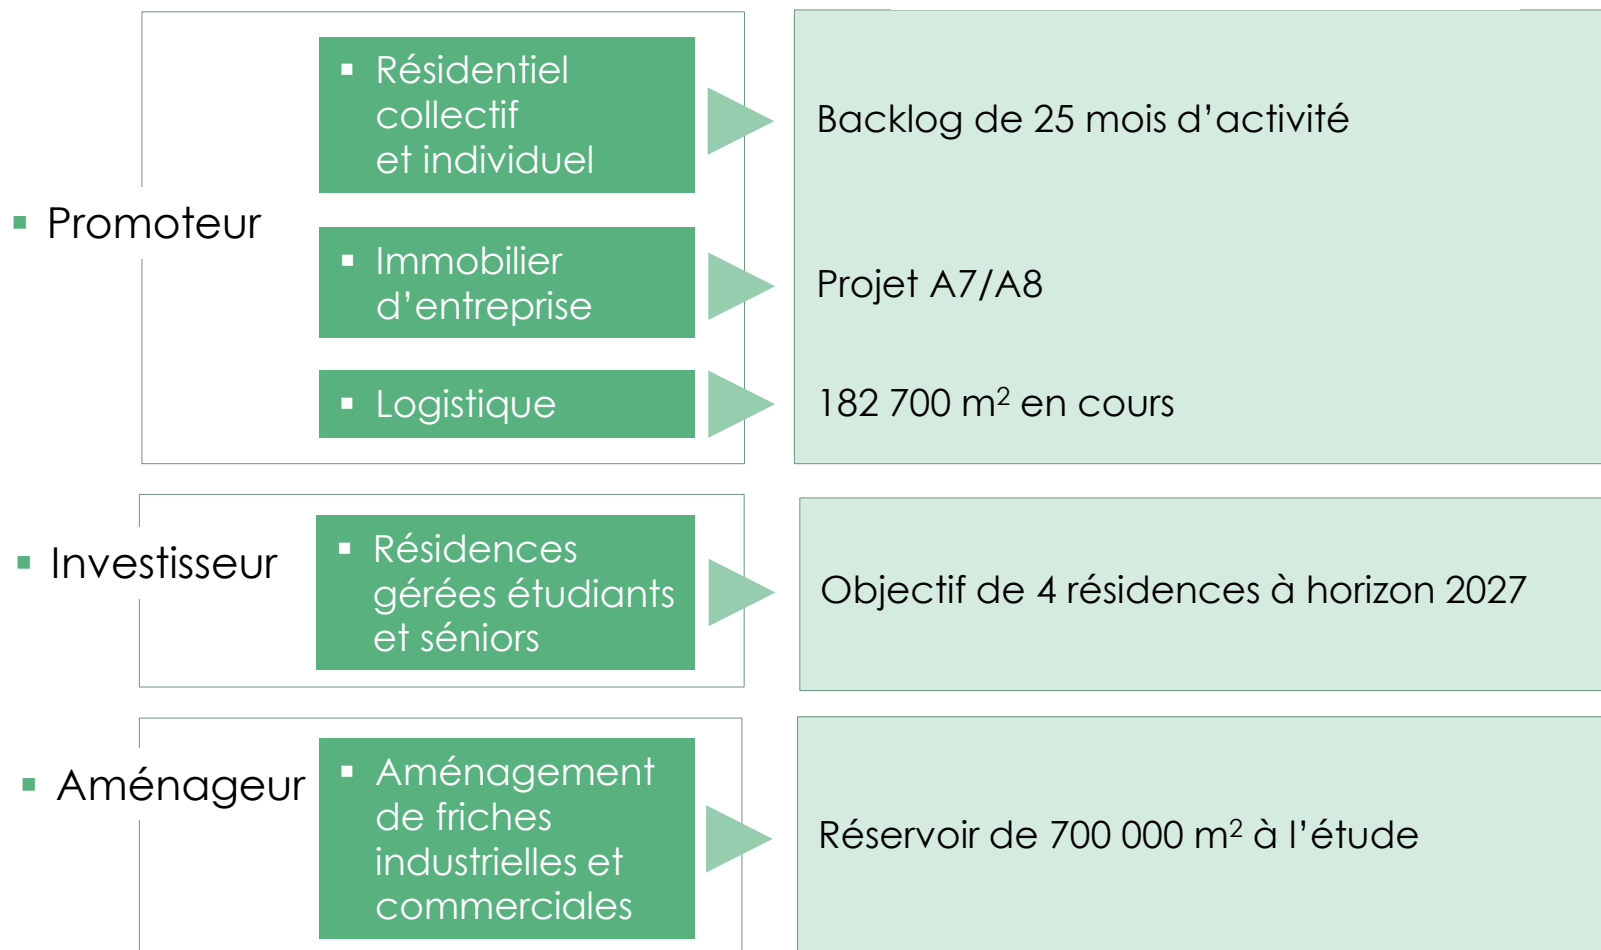 ▪ Promoteur
▪ Résidentiel
collectif
et individuel
Backlog de 25 mois d’activité
▪ Immobilier
d’entreprise
Projet A7/A8
▪ Logistique
182 700 m² en cours
▪ Investisseur
▪ Résidences
gérées étudiants
et séniors
Objectif de 4 résidences à horizon 2027
▪ Aménageur
▪ Aménagement
de friches
industrielles et
commerciales
Réservoir de 700 000 m² à l’étude